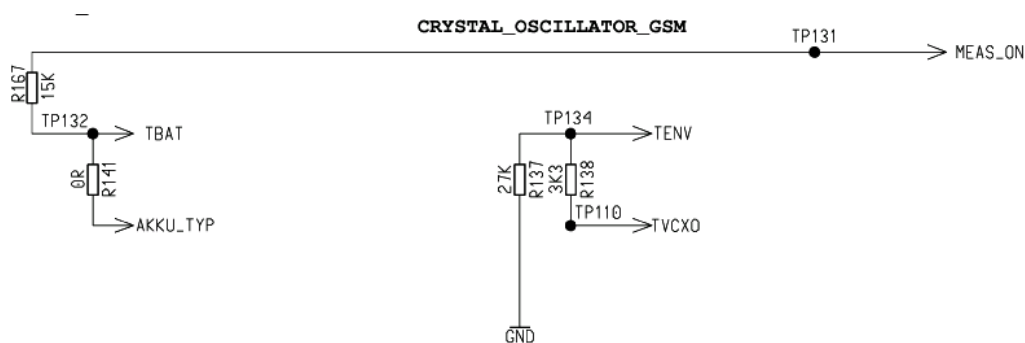 CRYSTAL_OSCILLATOR_GSM
TP131
MEAS_ON
R167
15K
TP132
TBAT
TP134
TENV
0R
R141
27K
R137
3K3
R138
AKKU_TYP
TP110
TVCXO
GND